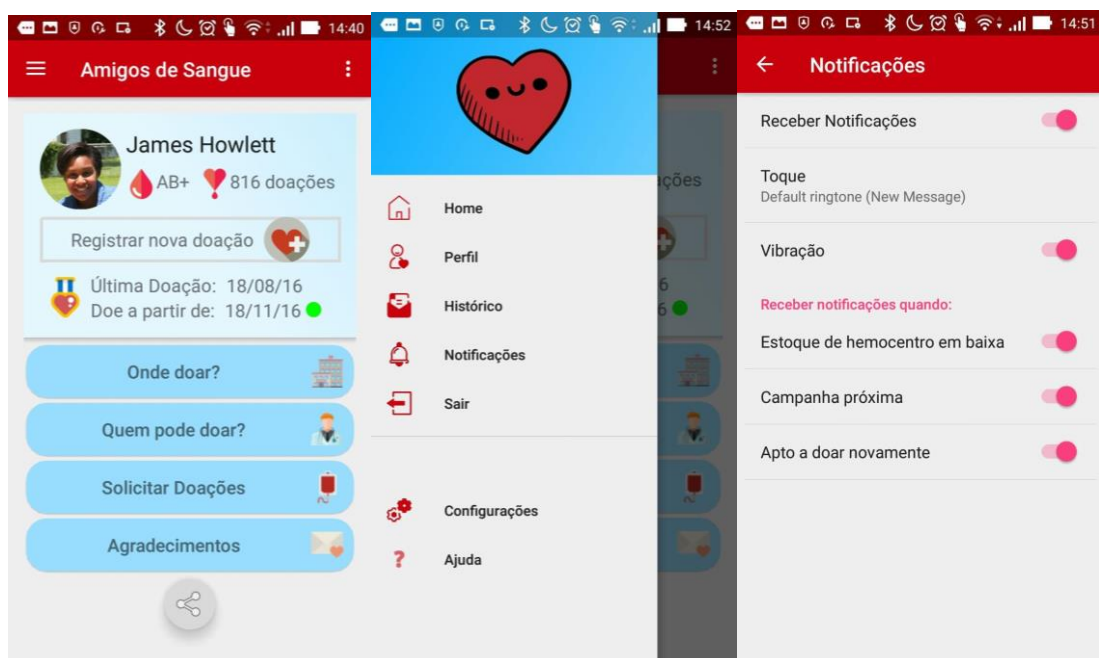 14:40
Amigos de Sangue
James Howlett
AB+ 816 doações
Registrar nova doação
Última Doação: 18/08/16
Doe a partir de: 18/11/16
Onde doar?
Quem pode doar?
Solicitar Doações
Agradecimentos
14:52
ações
6
6
Home
Perfil
Histórico
Notificações
Sair
Configurações
? Ajuda
14:51
Notificações
Receber Notificações
Toque
Default ringtone (New Message)
Vibração
Receber notificações quando:
Estoque de hemocentro em baixa
Campanha próxima
Apto a doar novamente